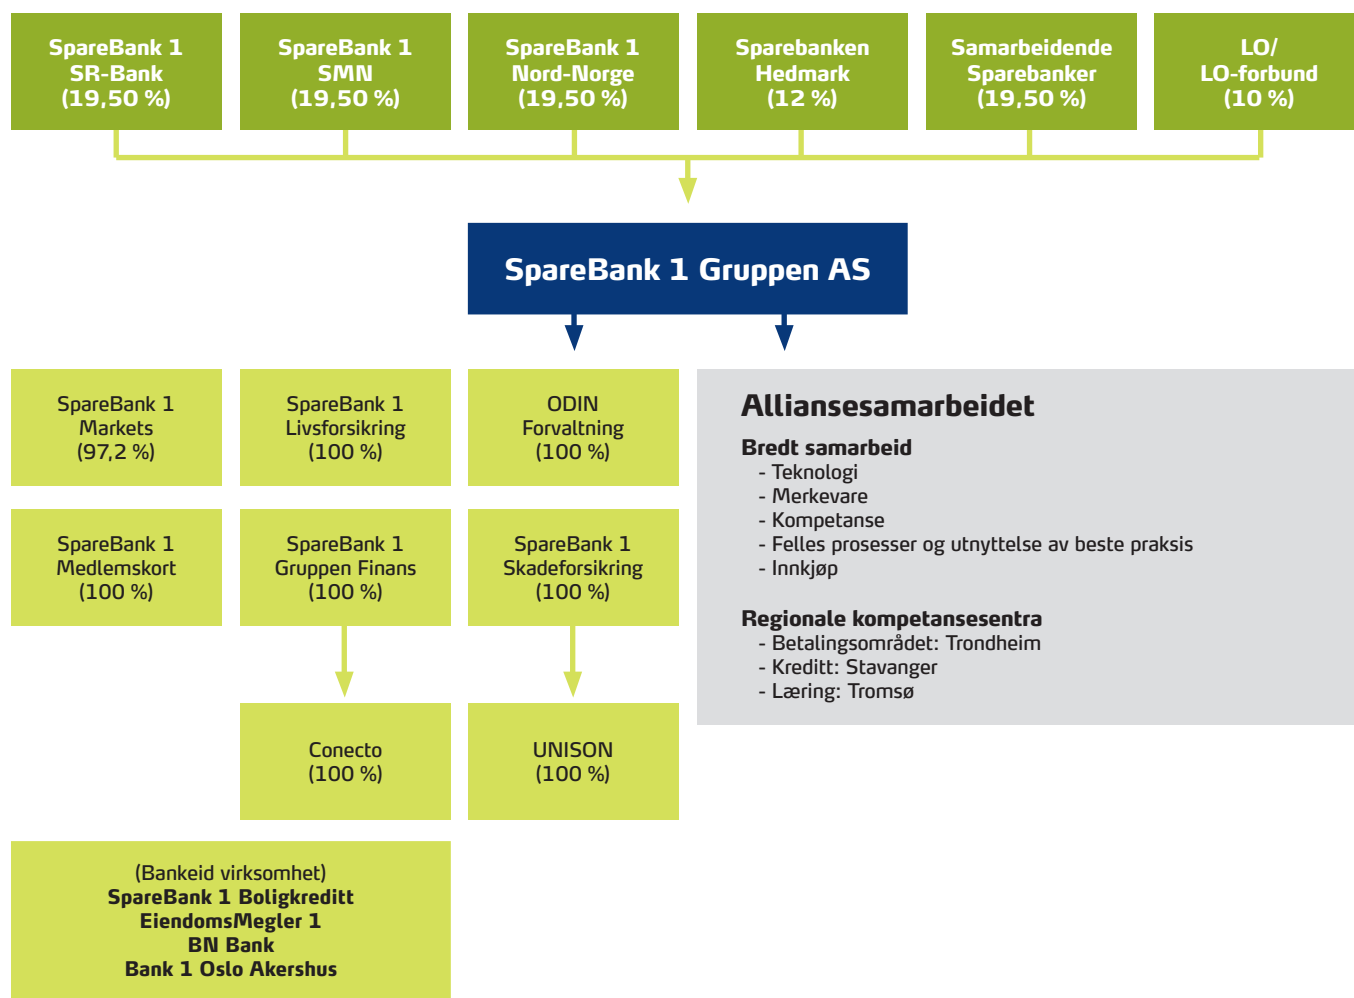 SpareBank 1
SR-Bank
(19,50 %)
SpareBank 1
SMN
(19,50 %)
SpareBank 1
Nord-Norge
(19,50 %)
Sparebanken
Hedmark
(12 %)
Samarbeidende
Sparebanker
(19,50 %)
LO/
LO-forbund
(10 %)
SpareBank 1 Gruppen AS
SpareBank 1
Markets
(97,2 %)
SpareBank 1
Livsforsikring
(100 %)
ODIN
Forvaltning
(100 %)
SpareBank 1
Medlemskort
(100 %)
SpareBank 1
Gruppen Finans
(100 %)
SpareBank 1
Skadeforsikring
(100 %)
Conecto
(100 %)
UNISON
(100 %)
Alliansesamarbeidet
Bredt samarbeid
- Teknologi
- Merkevare
- Kompetanse
- Felles prosesser og utnyttelse av beste praksis
- Innkjøp
Regionale kompetansesentra
- Betalingsområdet: Trondheim
- Kreditt: Stavanger
- Læring: Tromsø
(Bankeid virksomhet)
SpareBank 1 Boligkreditt
EiendomsMegler 1
BN Bank
Bank 1 Oslo Akershus